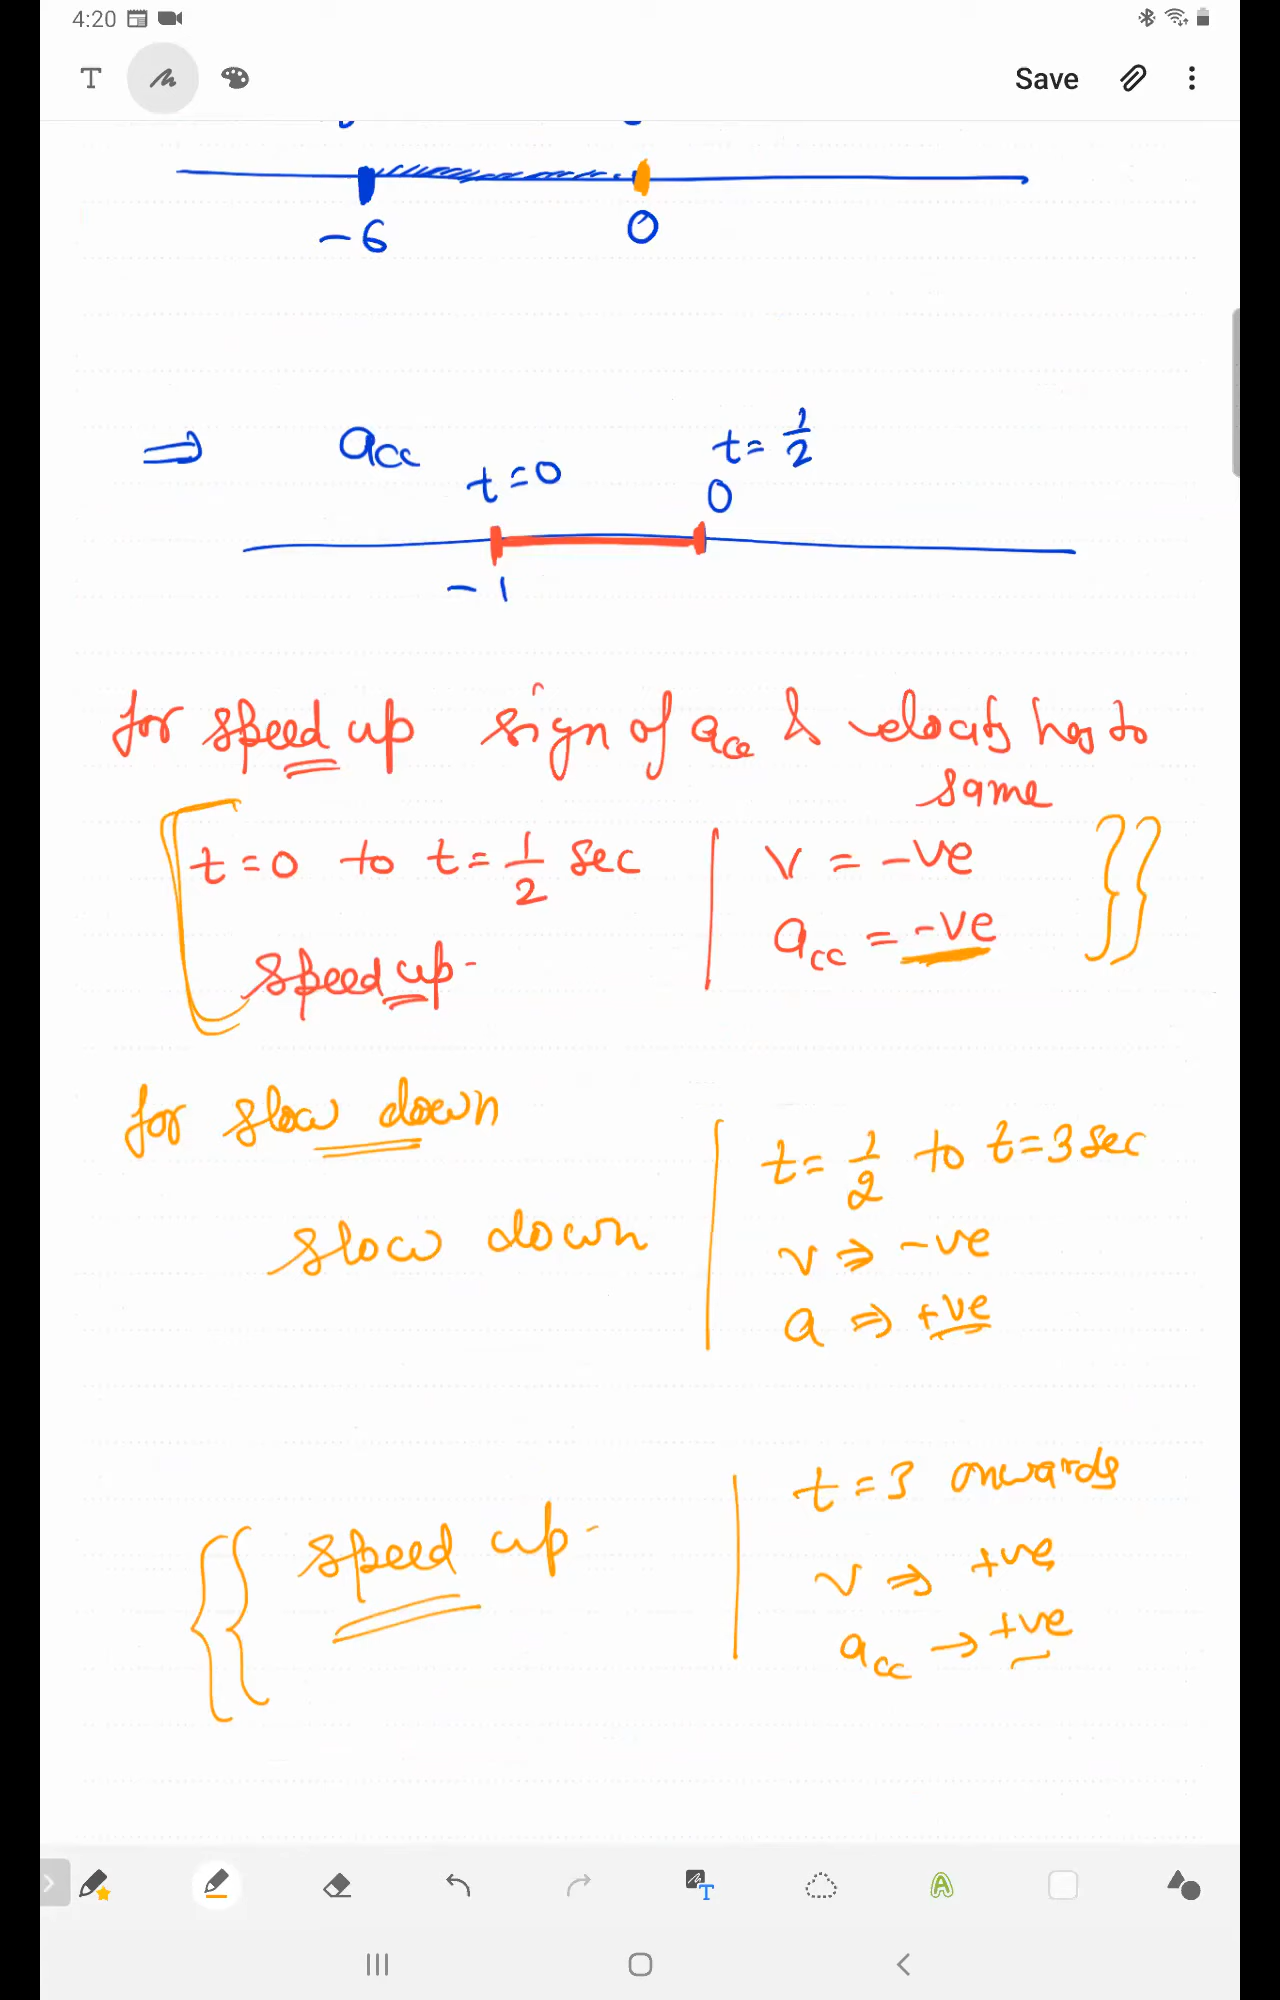 4:20
T
Save
-6 0
⇒ acc t=0 t=1/2
0
-1
for speed up sign of acc & velocity has to
same
t=0 to t=1/2 sec | v = -ve
acc = -ve
speed up.
for slow down
t=1/2 to t=3 sec
slow down
v ⇒ -ve
a ⇒ +ve
t=3 onwards
speed up.
v ⇒ +ve
acc → +ve
T
A